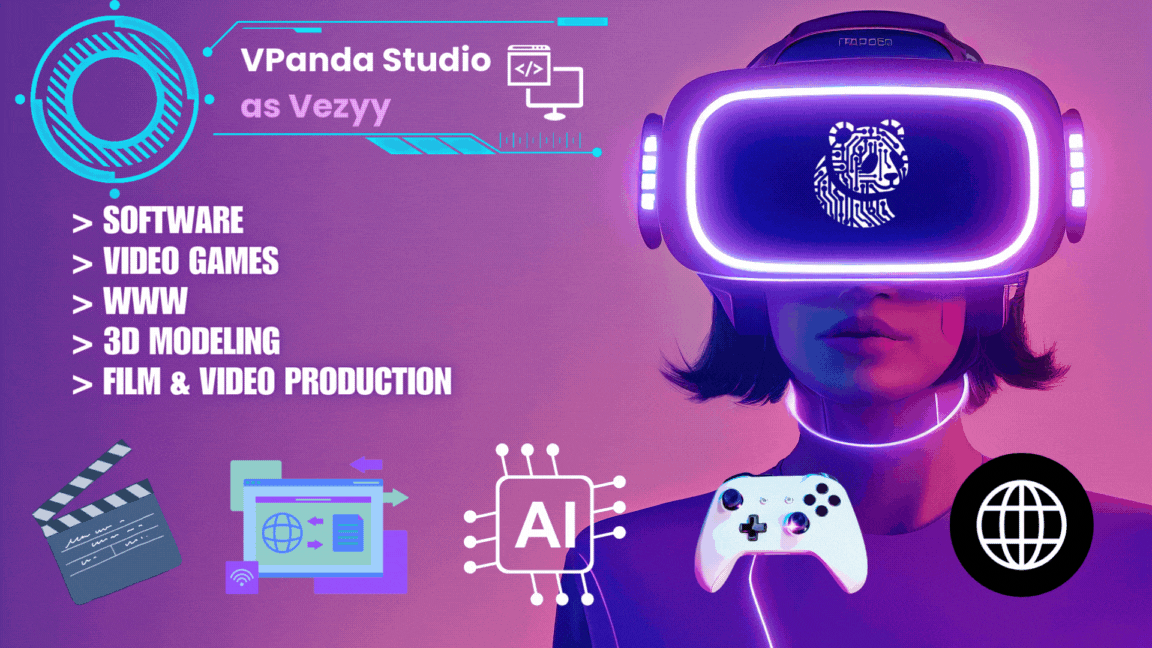 VPanda Studio
as Vezyy
</>
> SOFTWARE
> VIDEO GAMES
> WWW
> 3D MODELING
> FILM & VIDEO PRODUCTION
AI